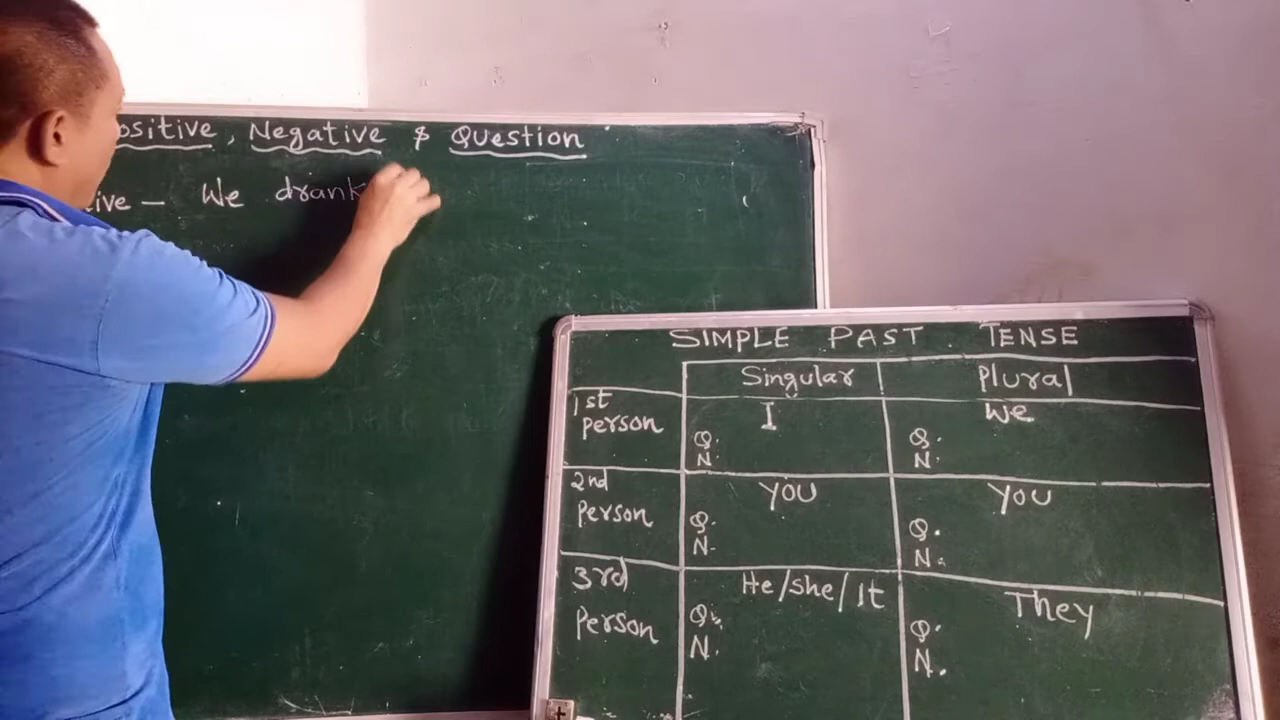 ositive, Negative & Question
ive – We drank
SIMPLE PAST TENSE
Singular Plural
1st person I We
Q. Q.
N. N.
2nd Person YOU YOU
Q. Q.
N. N.
3rd Person He/She/It They
Q. Q.
N. N.